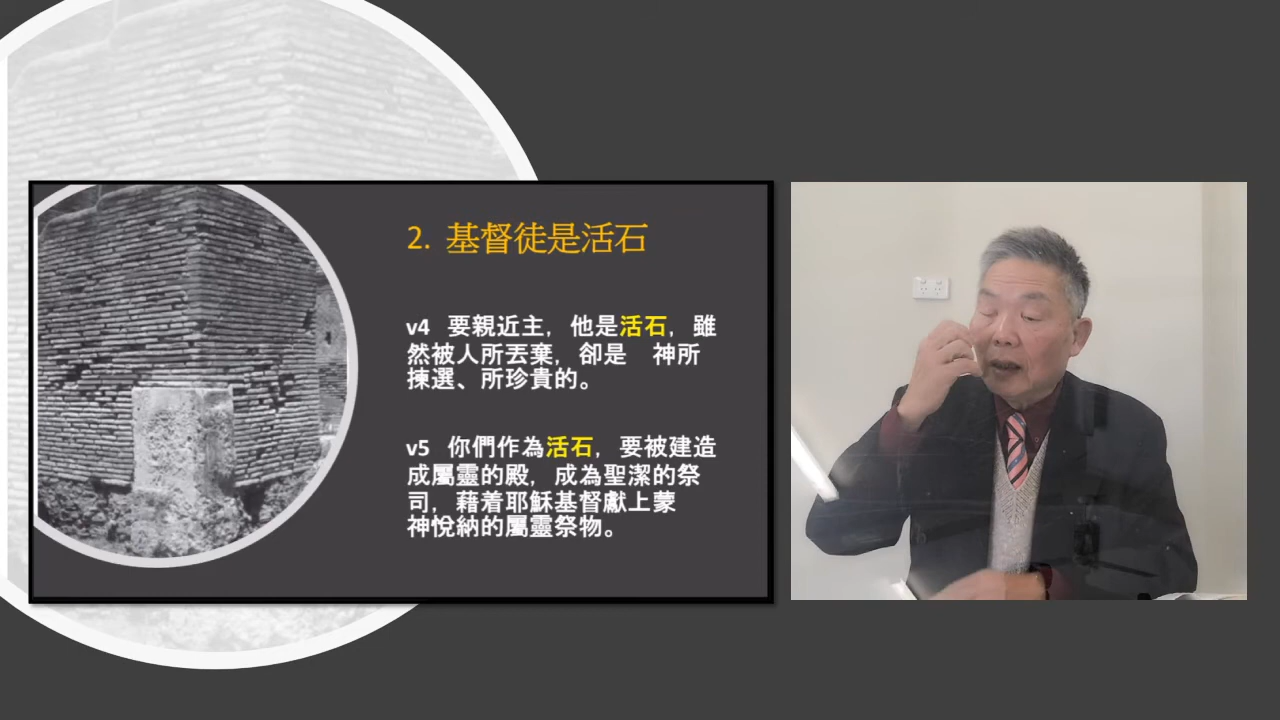 2. 基督徒是活石
v4 要親近主，他是活石，雖
然被人所丟棄，卻是　神所
揀選、所珍貴的。
v5 你們作為活石，要被建造
成屬靈的殿，成為聖潔的祭
司，藉着耶穌基督獻上蒙
神悅納的屬靈祭物。